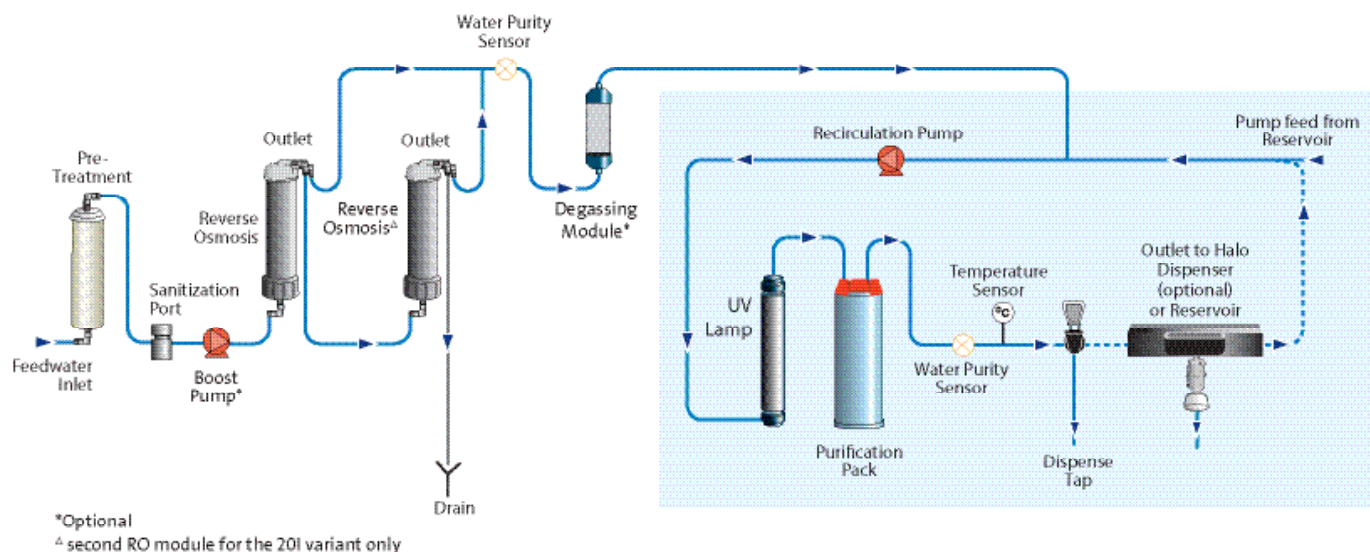 Water Purity
Sensor
Outlet
Outlet
Recirculation Pump
Pump feed from
Reservoir
Pre-
Treatment
Reverse
Osmosis
Reverse
Osmosis△
Degassing
Module*
Sanitization
Port
Temperature
Sensor
°C
Outlet to Halo
Dispenser
(optional)
or Reservoir
UV
Lamp
Feedwater
Inlet
Boost
Pump*
Water Purity
Sensor
Purification
Pack
Dispense
Tap
Drain
*Optional
△ second RO module for the 20I variant only